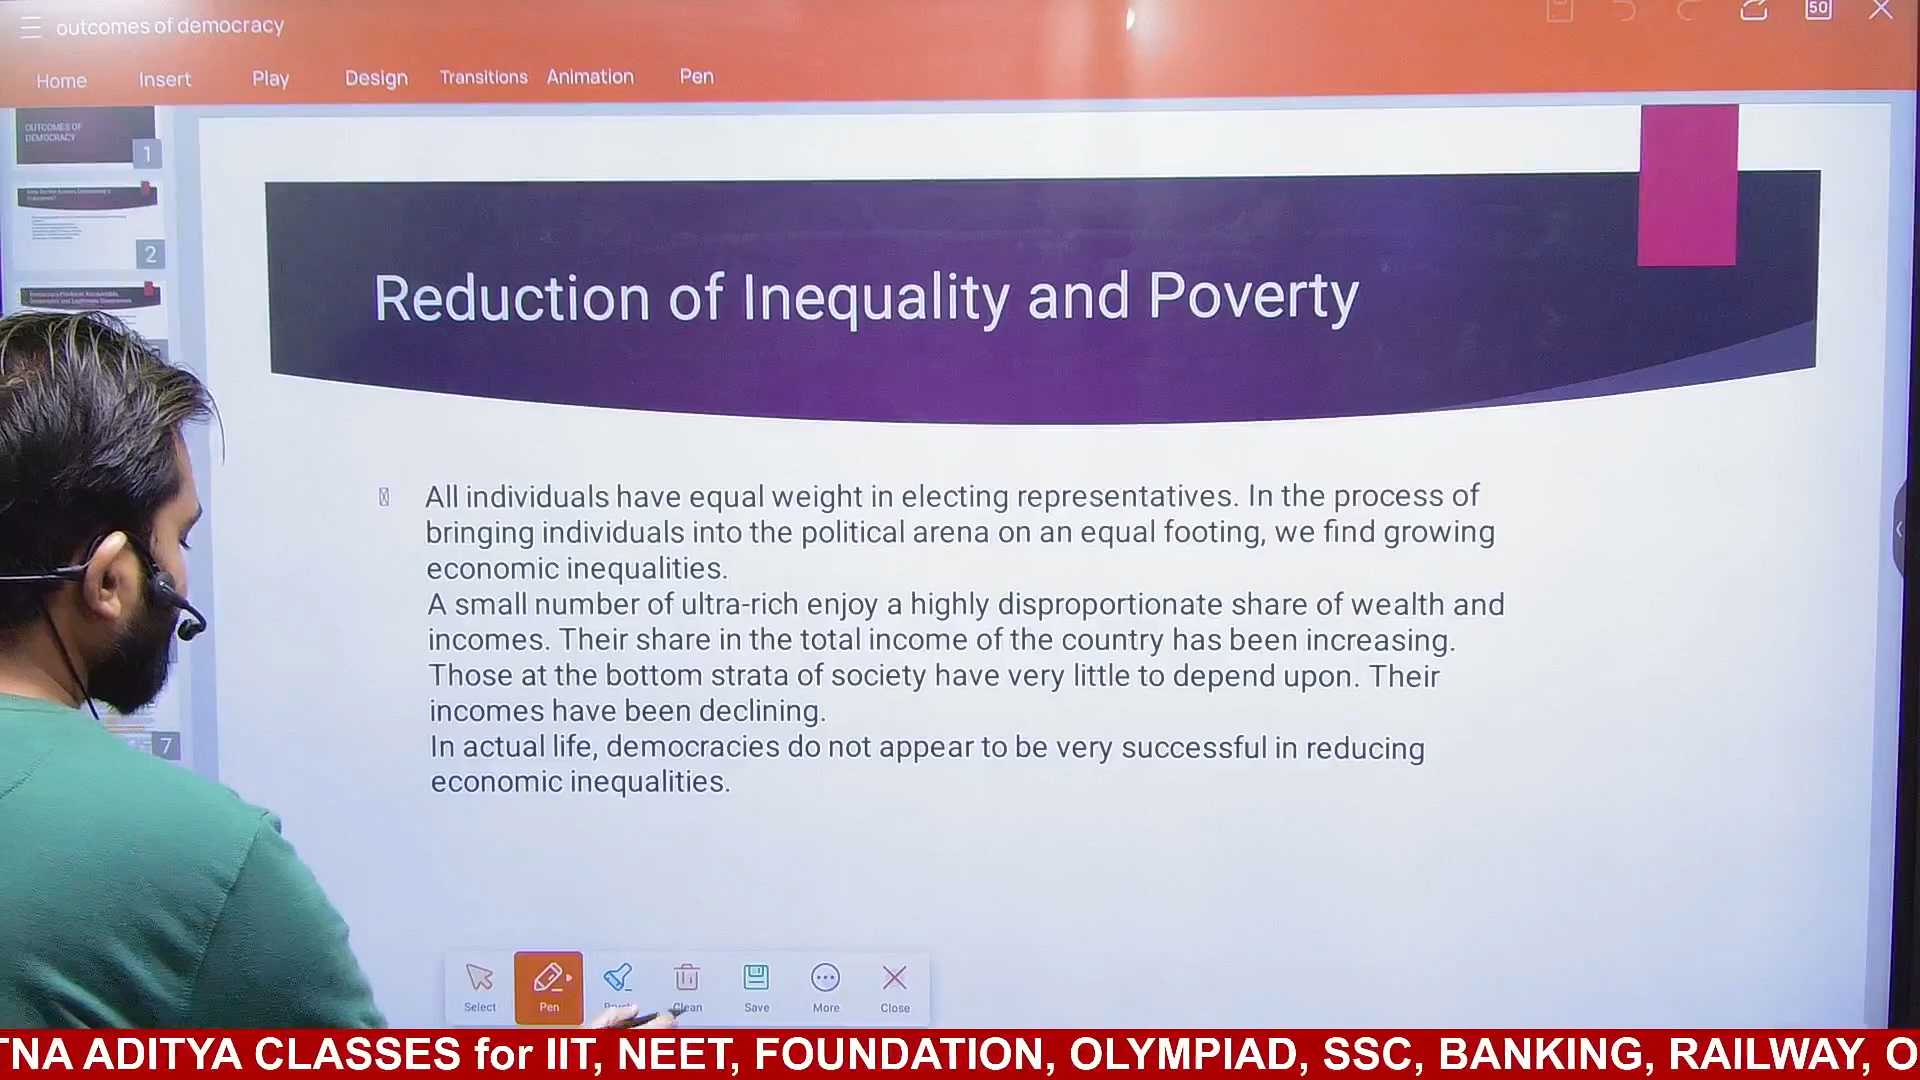 outcomes of democracy
50
Home Insert Play Design Transitions Animation Pen
OUTCOMES OF
DEMOCRACY
1
2
7
Reduction of Inequality and Poverty
All individuals have equal weight in electing representatives. In the process of
bringing individuals into the political arena on an equal footing, we find growing
economic inequalities.
A small number of ultra-rich enjoy a highly disproportionate share of wealth and
incomes. Their share in the total income of the country has been increasing.
Those at the bottom strata of society have very little to depend upon. Their
incomes have been declining.
In actual life, democracies do not appear to be very successful in reducing
economic inequalities.
Select Pen Clean Save More Close
TNA ADITYA CLASSES for IIT, NEET, FOUNDATION, OLYMPIAD, SSC, BANKING, RAILWAY, O